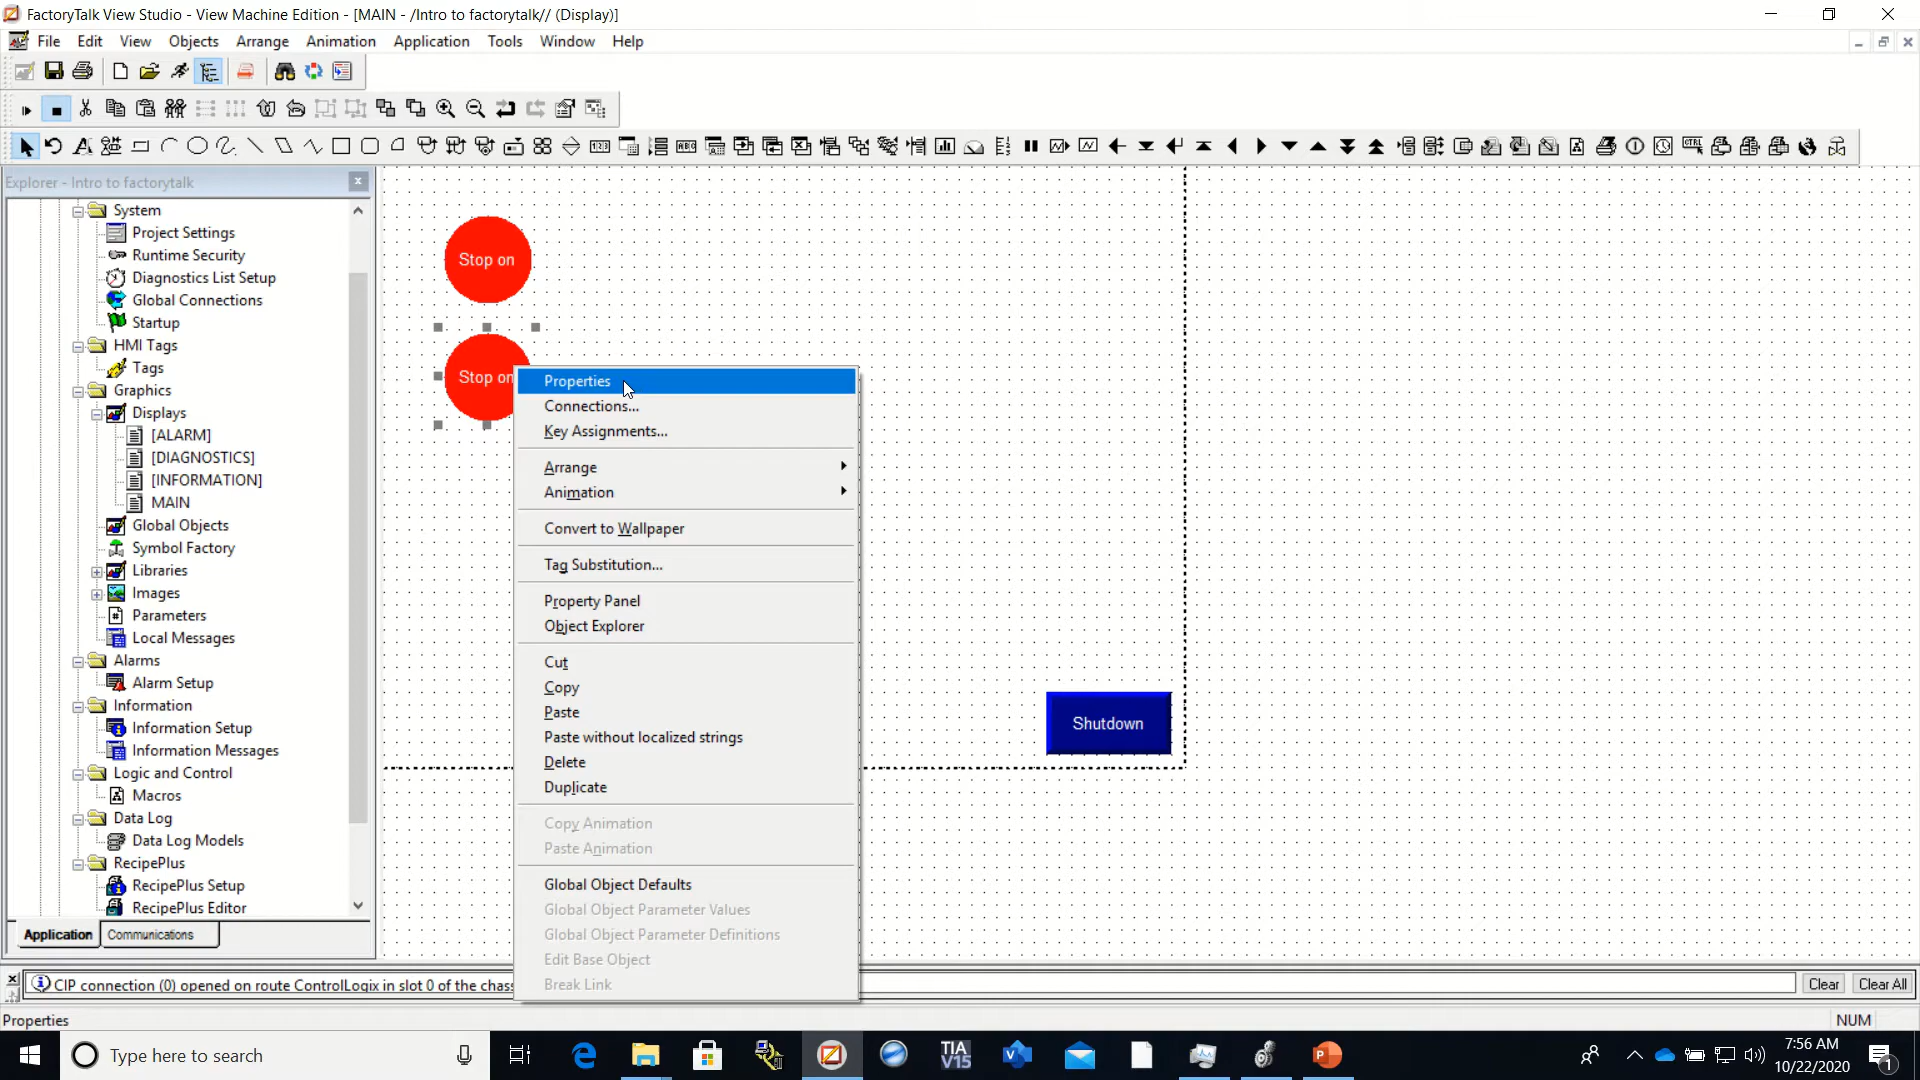 FactoryTalk View Studio - View Machine Edition - [MAIN - /Intro to factorytalk// (Display)]
File Edit View Objects Arrange Animation Application Tools Window Help
Explorer - Intro to factorytalk
System
Project Settings
Runtime Security
Diagnostics List Setup
Global Connections
Startup
HMI Tags
Tags
Graphics
Displays
[ALARM]
[DIAGNOSTICS]
[INFORMATION]
MAIN
Global Objects
Symbol Factory
Libraries
Images
Parameters
Local Messages
Alarms
Alarm Setup
Information
Information Setup
Information Messages
Logic and Control
Macros
Data Log
Data Log Models
RecipePlus
RecipePlus Setup
RecipePlus Editor
Application Communications
Stop on
Stop on
Properties
Connections...
Key Assignments...
Arrange
Animation
Convert to Wallpaper
Tag Substitution...
Property Panel
Object Explorer
Cut
Copy
Paste
Paste without localized strings
Delete
Duplicate
Copy Animation
Paste Animation
Global Object Defaults
Global Object Parameter Values
Global Object Parameter Definitions
Edit Base Object
Break Link
Shutdown
CIP connection (0) opened on route ControlLogix in slot 0 of the chass
Clear Clear All
Properties
NUM
Type here to search
TIA
V15
7:56 AM
10/22/2020
1